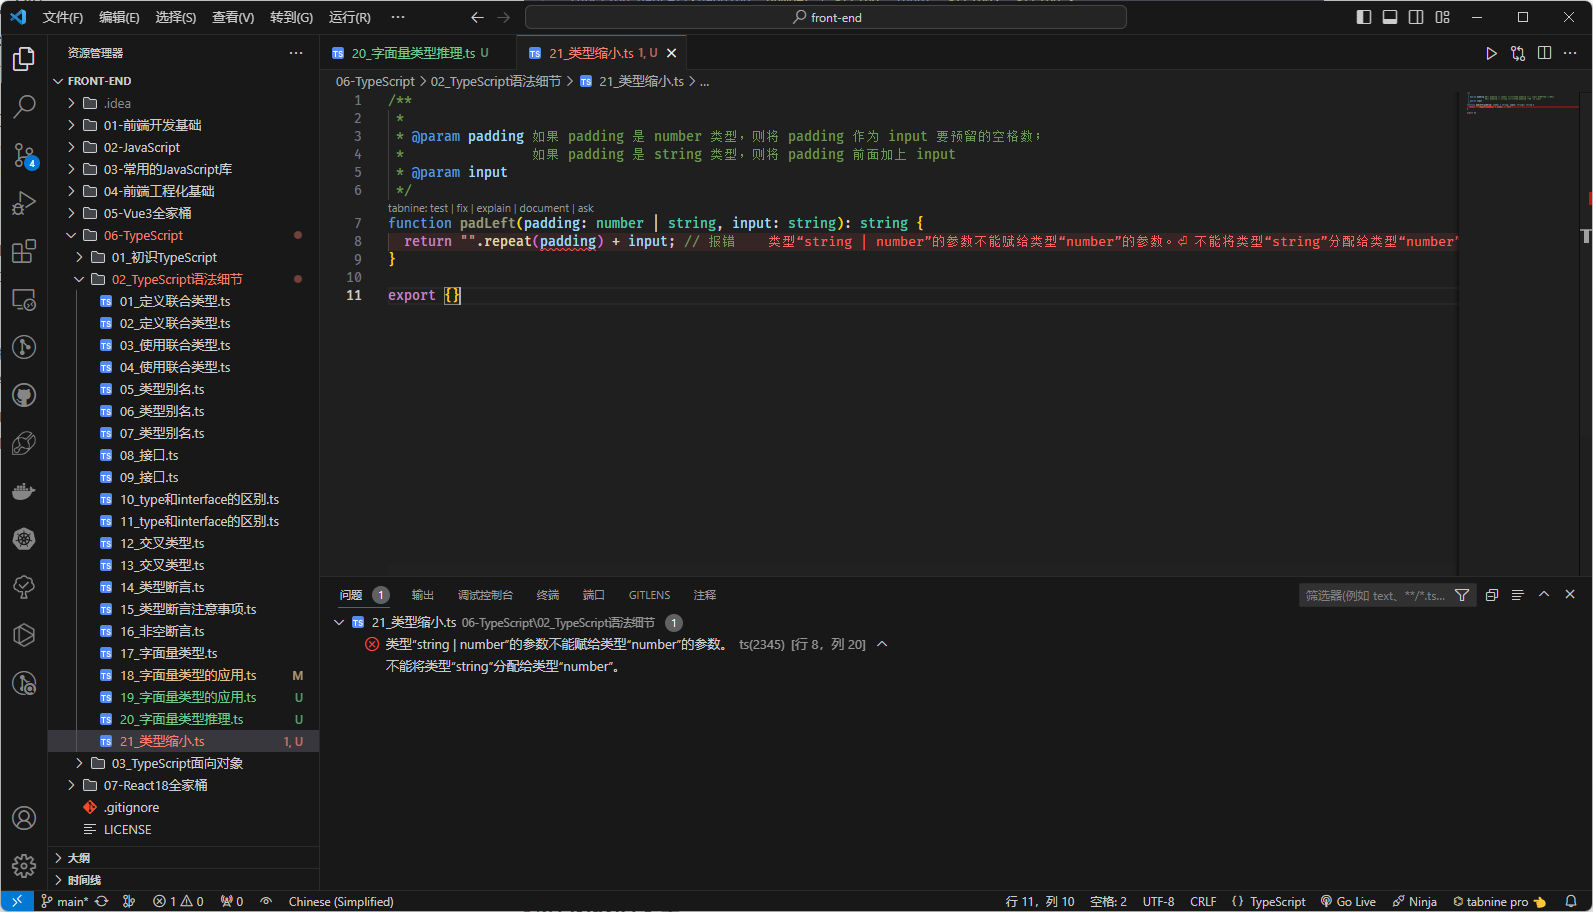 文件(F) 编辑(E) 选择(S) 查看(V) 转到(G) 运行(R) ··· front-end
资源管理器 ···
FRONT-END
.idea
01-前端开发基础
02-JavaScript
03-常用的JavaScript库
04-前端工程化基础
05-Vue3全家桶
06-TypeScript
01_初识TypeScript
02_TypeScript语法细节
TS 01_定义联合类型.ts
TS 02_定义联合类型.ts
TS 03_使用联合类型.ts
TS 04_使用联合类型.ts
TS 05_类型别名.ts
TS 06_类型别名.ts
TS 07_类型别名.ts
TS 08_接口.ts
TS 09_接口.ts
TS 10_type和interface的区别.ts
TS 11_type和interface的区别.ts
TS 12_交叉类型.ts
TS 13_交叉类型.ts
TS 14_类型断言.ts
TS 15_类型断言注意事项.ts
TS 16_非空断言.ts
TS 17_字面量类型.ts
TS 18_字面量类型的应用.ts M
TS 19_字面量类型的应用.ts U
TS 20_字面量类型推理.ts U
TS 21_类型缩小.ts 1, U
03_TypeScript面向对象
07-React18全家桶
.gitignore
LICENSE
大纲
时间线
4
TS 20_字面量类型推理.ts U TS 21_类型缩小.ts 1, U
06-TypeScript > 02_TypeScript语法细节 > TS 21_类型缩小.ts > ...
1 /**
2 *
3 * @param padding 如果 padding 是 number 类型，则将 padding 作为 input 要预留的空格数；
4 * 如果 padding 是 string 类型，则将 padding 前面加上 input
5 * @param input
6 */
tabnine: test | fix | explain | document | ask
7 function padLeft(padding: number | string, input: string): string {
8 return "".repeat(padding) + input; // 报错 类型“string | number”的参数不能赋给类型“number”的参数。⏎ 不能将类型“string”分配给类型“number”
9 }
10
11 export {}
问题 1 输出 调试控制台 终端 端口 GITLENS 注释 筛选器(例如 text、**/*.ts...
TS 21_类型缩小.ts 06-TypeScript\02_TypeScript语法细节 1
类型“string | number”的参数不能赋给类型“number”的参数。 ts(2345) [行 8，列 20]
不能将类型“string”分配给类型“number”。
main* 1 0 0 Chinese (Simplified) 行 11，列 10 空格: 2 UTF-8 CRLF {} TypeScript Go Live Ninja tabnine pro